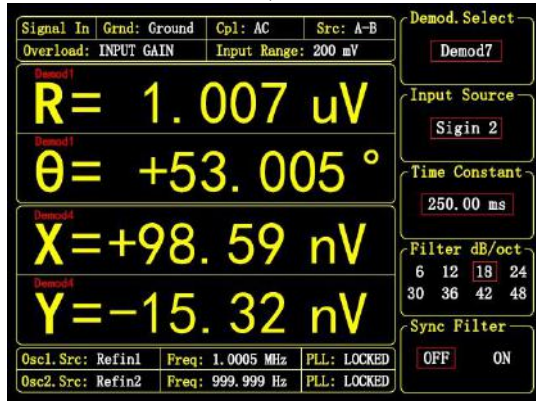 Signal In Grnd: Ground Cpl: AC Src: A-B
Overload: INPUT GAIN Input Range: 200 mV
Demod1
R= 1.007 uV
Demod1
θ= +53.005 °
Demod4
X=+98.59 nV
Demod4
Y=-15.32 nV
Osc1.Src: Refin1 Freq: 1.0005 MHz PLL: LOCKED
Osc2.Src: Refin2 Freq: 999.999 Hz PLL: LOCKED
Demod.Select
Demod7
Input Source
Sigin 2
Time Constant
250.00 ms
Filter dB/oct
6 12 18 24
30 36 42 48
Sync Filter
OFF ON